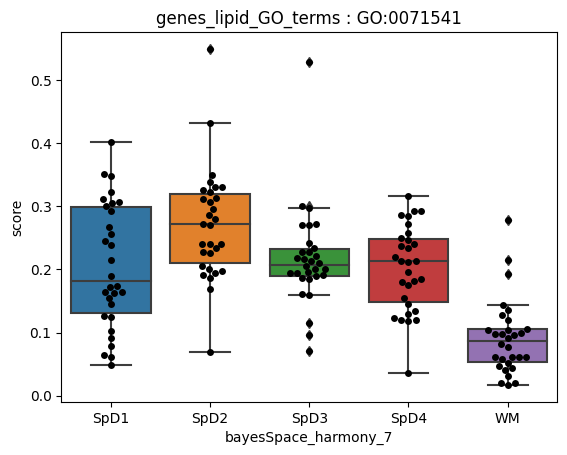 genes_lipid_GO_terms : GO:0071541
score
0.5
0.4
0.3
0.2
0.1
0.0
SpD1 SpD2 SpD3 SpD4 WM
bayesSpace_harmony_7